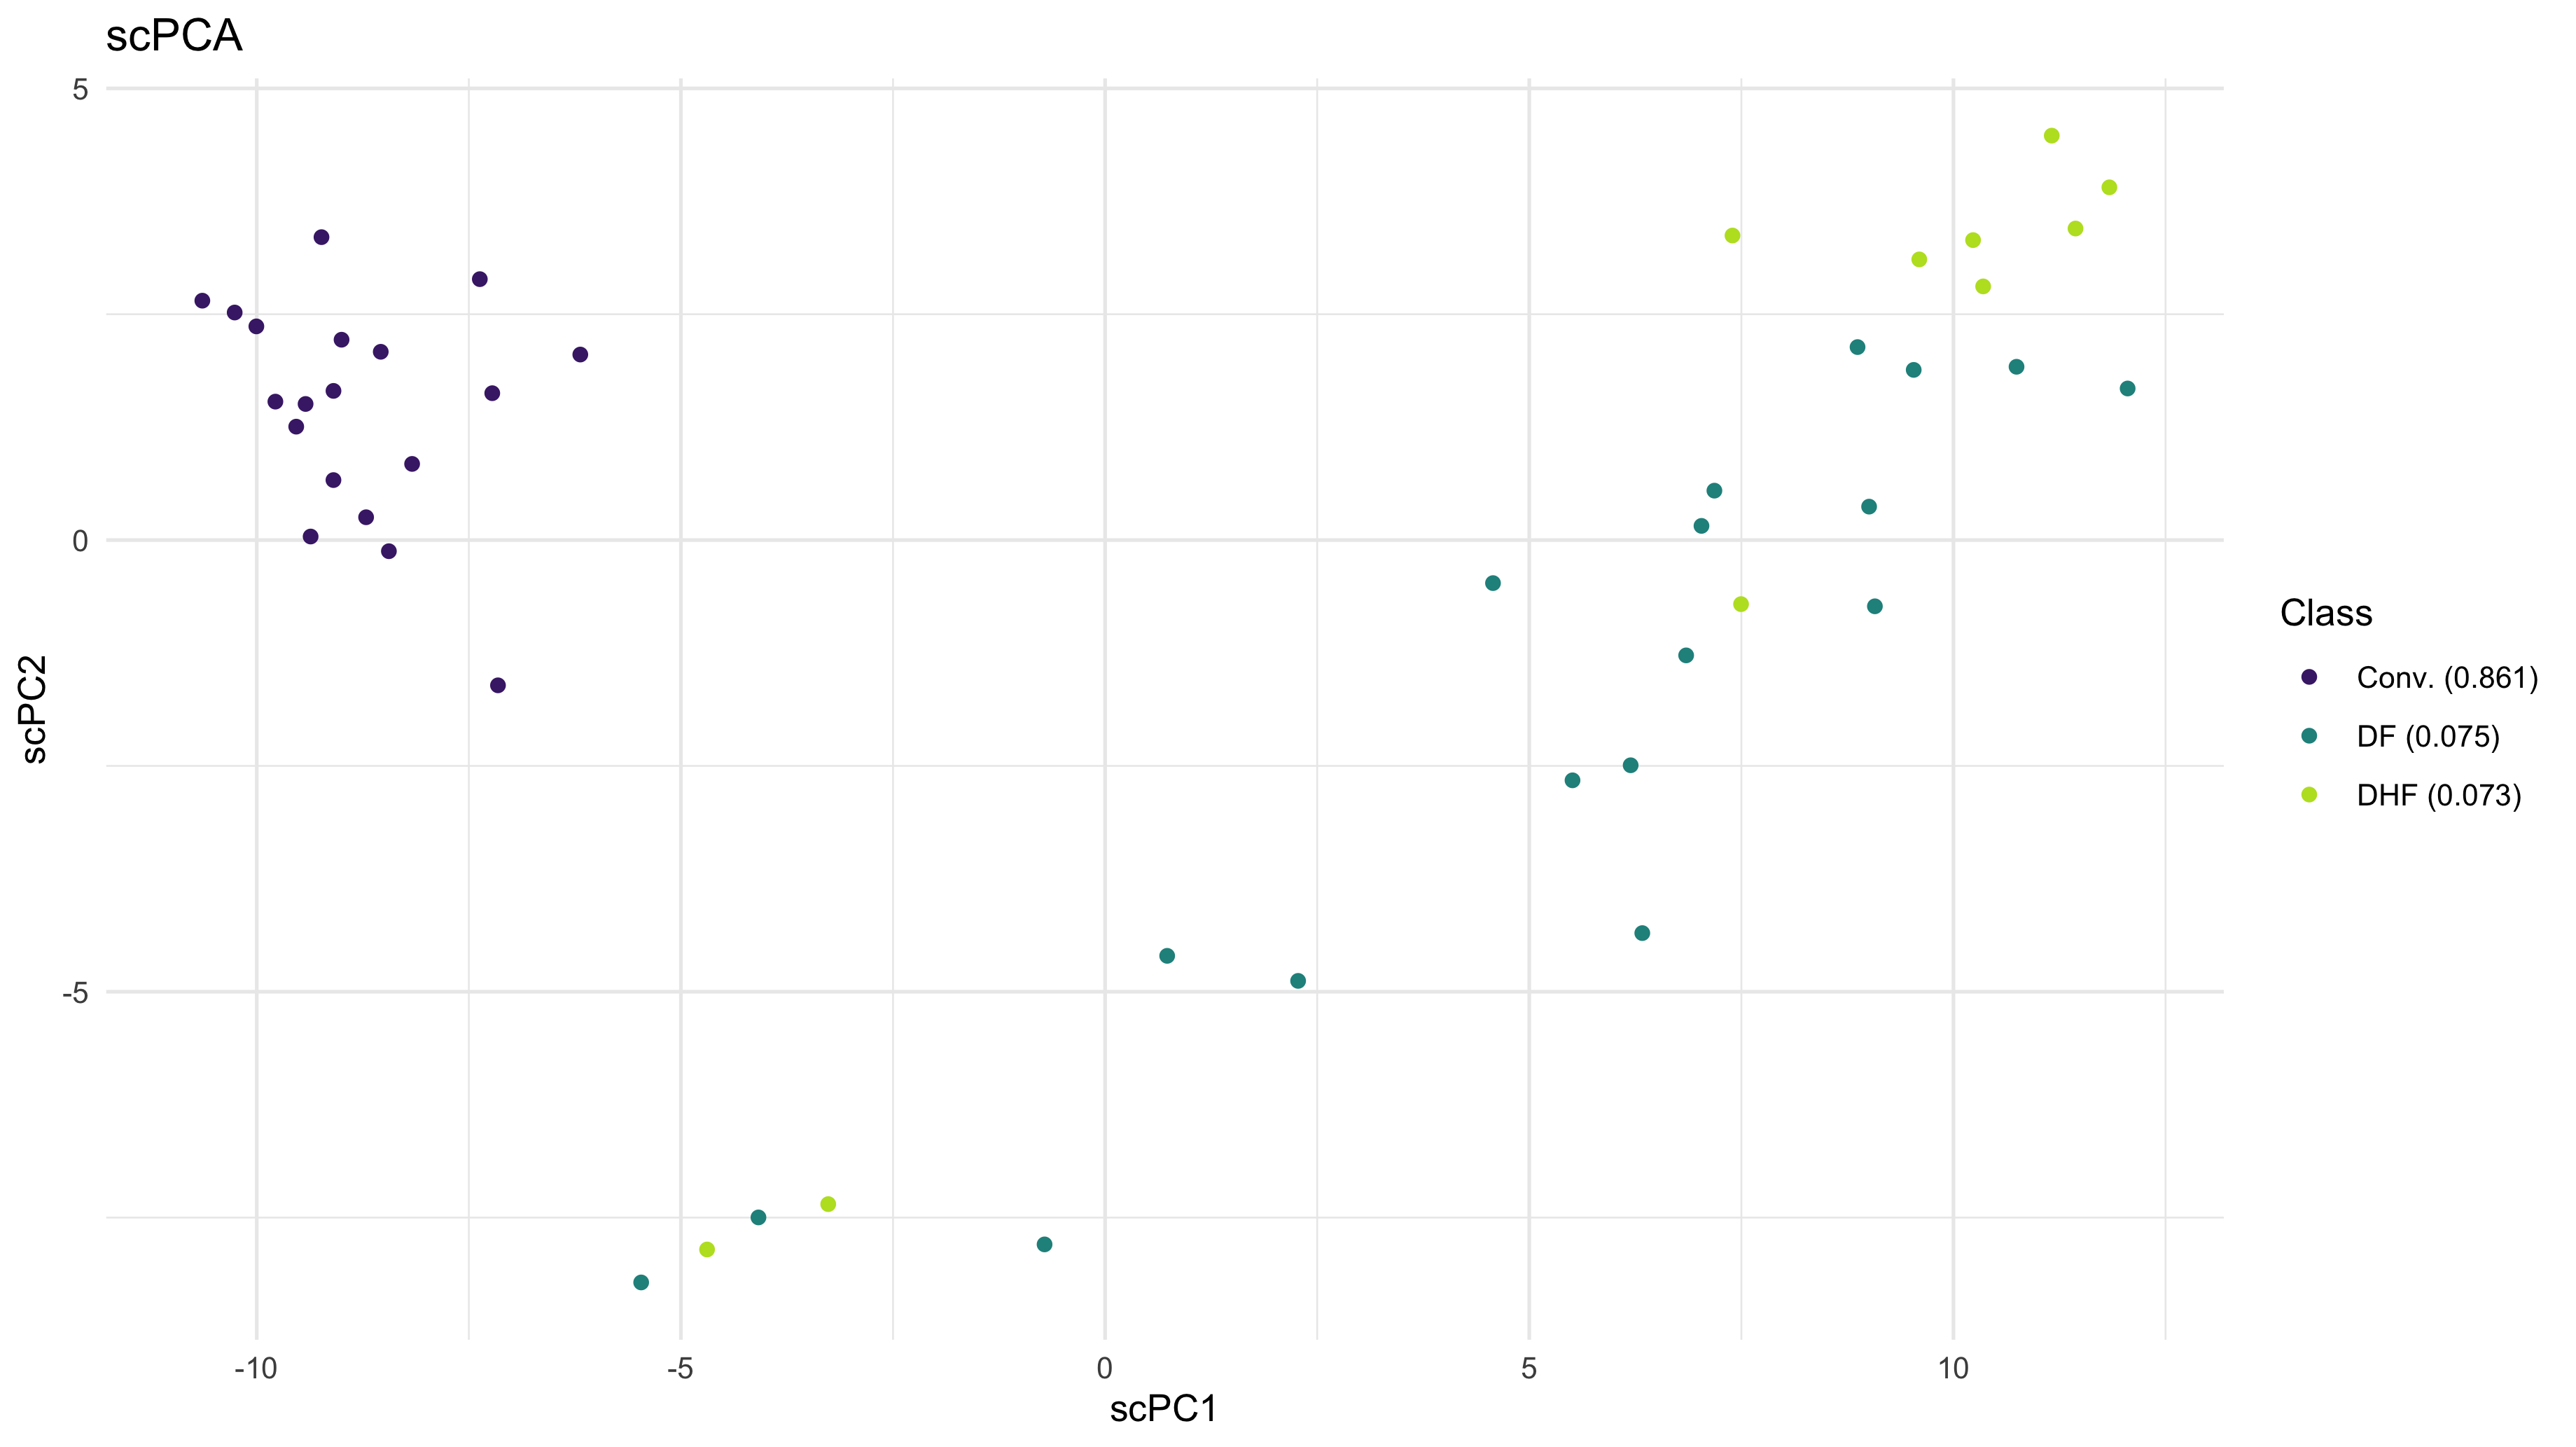 scPCA
5
0
-5
scPC2
-10 -5 0 5 10
scPC1
Class
Conv. (0.861)
DF (0.075)
DHF (0.073)